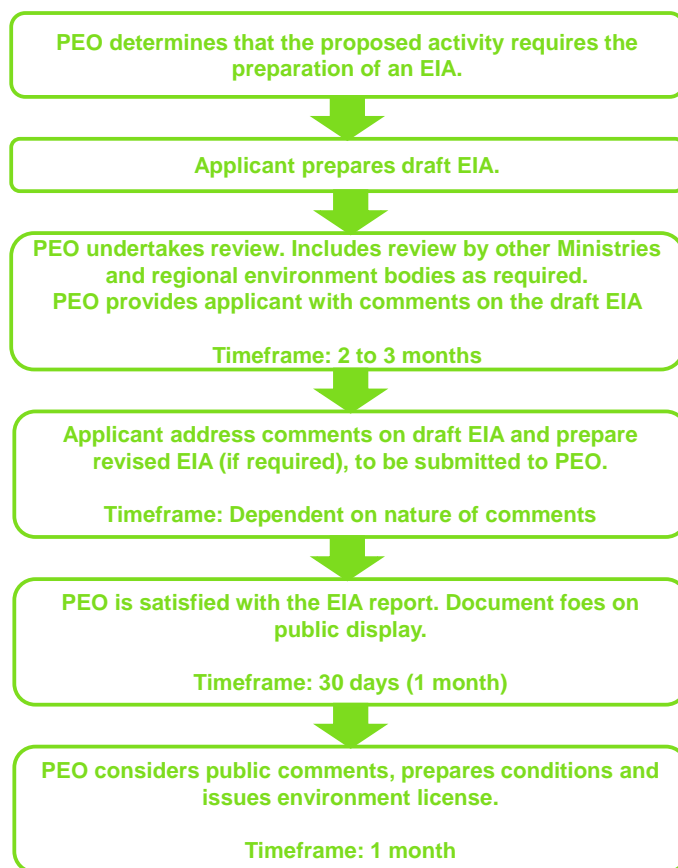 PEO determines that the proposed activity requires the
preparation of an EIA.
Applicant prepares draft EIA.
PEO undertakes review. Includes review by other Ministries
and regional environment bodies as required.
PEO provides applicant with comments on the draft EIA
Timeframe: 2 to 3 months
Applicant address comments on draft EIA and prepare
revised EIA (if required), to be submitted to PEO.
Timeframe: Dependent on nature of comments
PEO is satisfied with the EIA report. Document foes on
public display.
Timeframe: 30 days (1 month)
PEO considers public comments, prepares conditions and
issues environment license.
Timeframe: 1 month